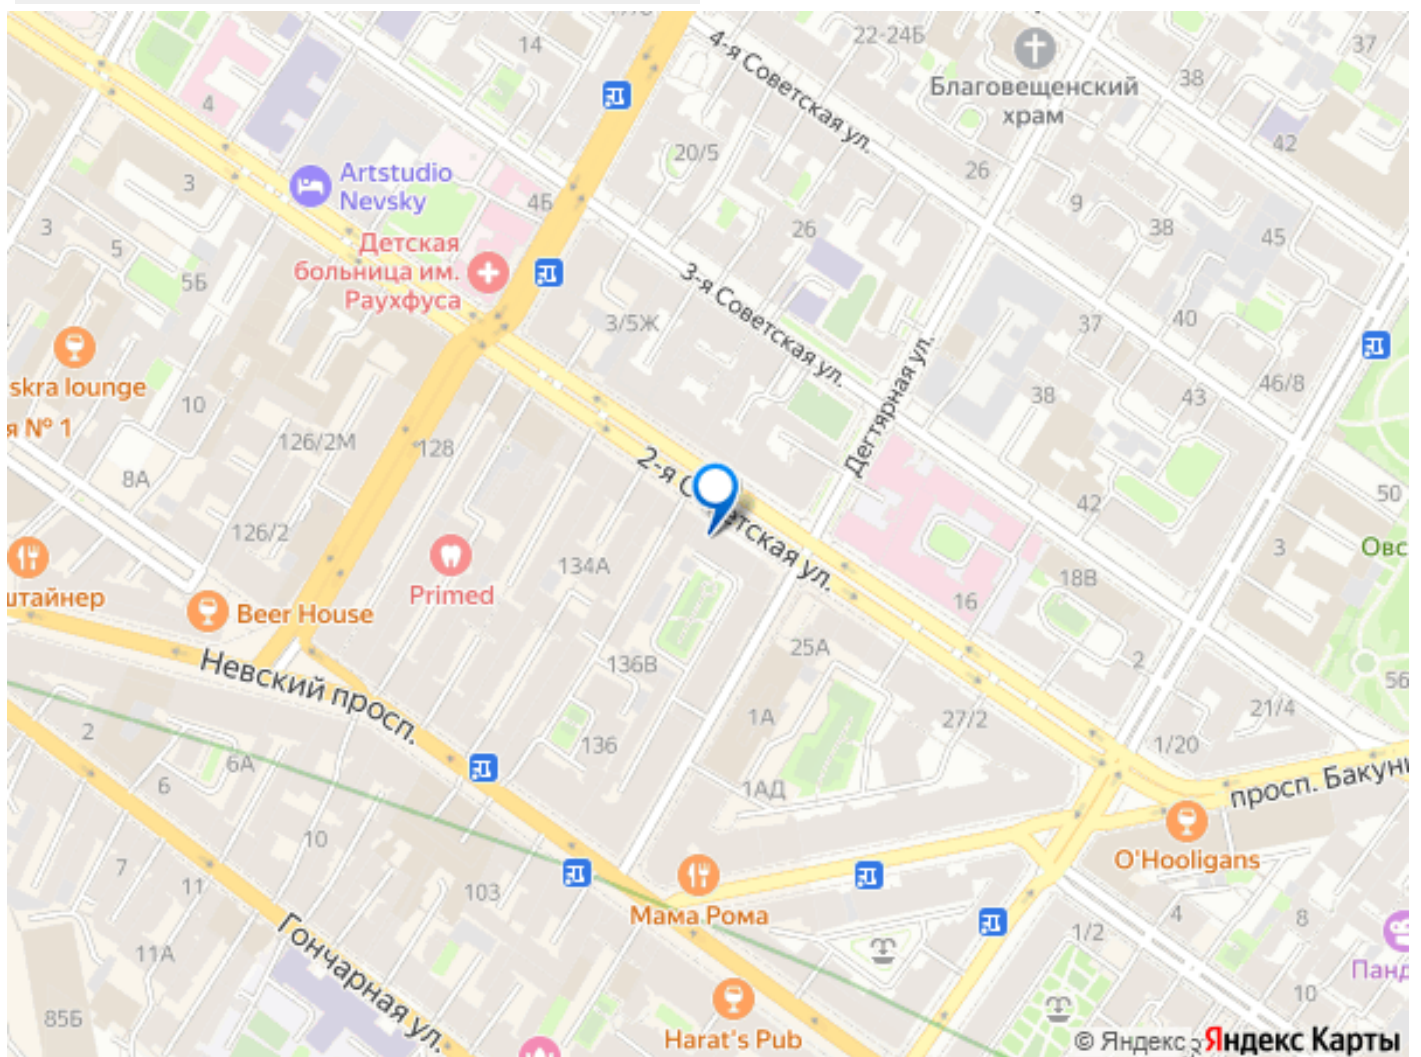 14
22-24Б
37
4-я Советская ул.
38
Благовещенский
храм
4
42
Artstudio
Nevsky
20/5
26
3
4Б
9
26
38
3
5
45
Детская
больница им.
Раухфуса
5Б
3-я Советская ул.
3/5Ж
37
40
skra lounge
я № 1
10
Дегтярная ул.
38
43
46/8
126/2М
128
8А
2-я С
етская ул.
42
50
126/2
3
Овс
134А
18В
штайнер
Beer House
Primed
16
Невский просп.
136В
25А
2
56
1А
27/2
21/4
2
6А
136
1/20
6
1АД
просп. Бакуни
10
7
11
103
Мама Рома
O'Hooligans
Гончарная ул.
4
8
1/2
11А
Панд
10
85Б
Harat's Pub
© Яндекс
Яндекс Карты